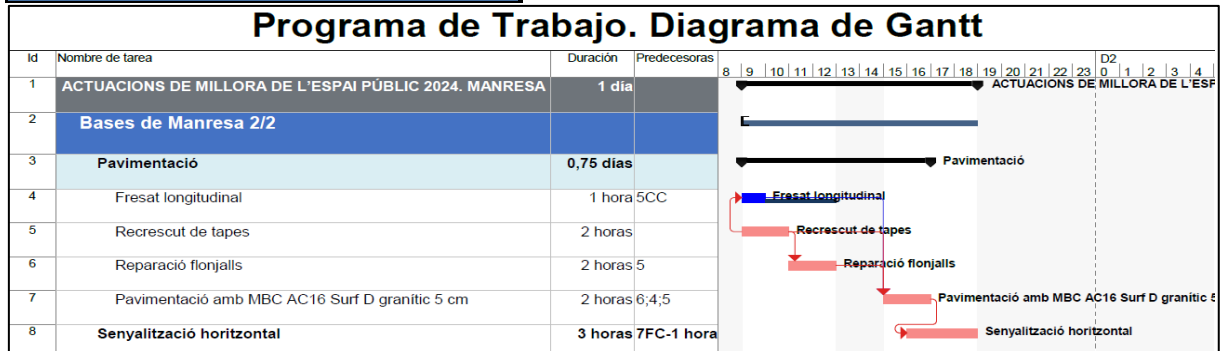 Programa de Trabajo. Diagrama de Gantt
Id Nombre de tarea Duración Predecesoras D2
8 9 10 11 12 13 14 15 16 17 18 19 20 21 22 23 0 1 2 3 4
1 ACTUACIONS DE MILLORA DE L'ESPAI PÚBLIC 2024. MANRESA 1 día ACTUACIONS DE MILLORA DE L'ESP
2 Bases de Manresa 2/2
3 Pavimentació 0,75 días Pavimentació
4 Fresat longitudinal 1 hora 5CC Fresat longitudinal
5 Recrescut de tapes 2 horas Recrescut de tapes
6 Reparació flonjalls 2 horas 5 Reparació flonjalls
7 Pavimentació amb MBC AC16 Surf D granític 5 cm 2 horas 6;4;5 Pavimentació amb MBC AC16 Surf D granític 5
8 Senyalització horitzontal 3 horas 7FC-1 hora Senyalització horitzontal